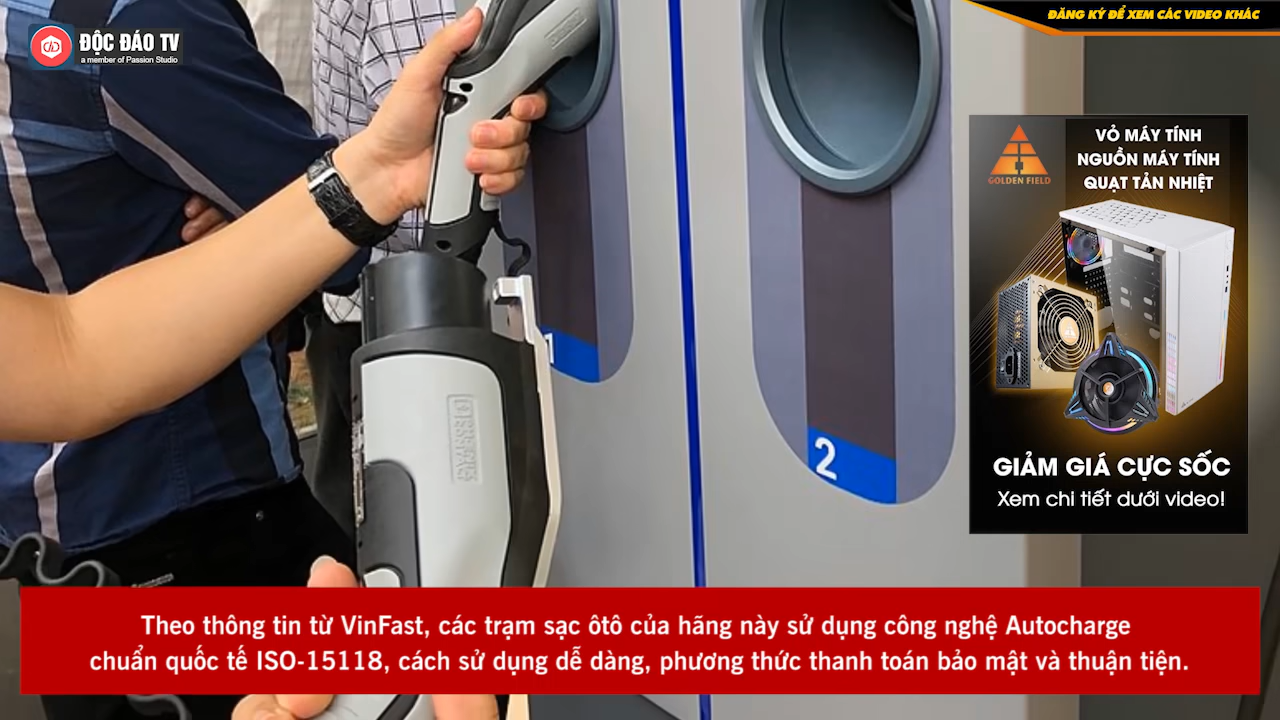 ĐỘC ĐÁO TV
a member of Passion Studio
ĐĂNG KÝ ĐỂ XEM CÁC VIDEO KHÁC
GOLDEN FIELD
VỎ MÁY TÍNH
NGUỒN MÁY TÍNH
QUẠT TẢN NHIỆT
1
2
GIẢM GIÁ CỰC SỐC
Xem chi tiết dưới video!
Theo thông tin từ VinFast, các trạm sạc ôtô của hãng này sử dụng công nghệ Autocharge
chuẩn quốc tế ISO-15118, cách sử dụng dễ dàng, phương thức thanh toán bảo mật và thuận tiện.